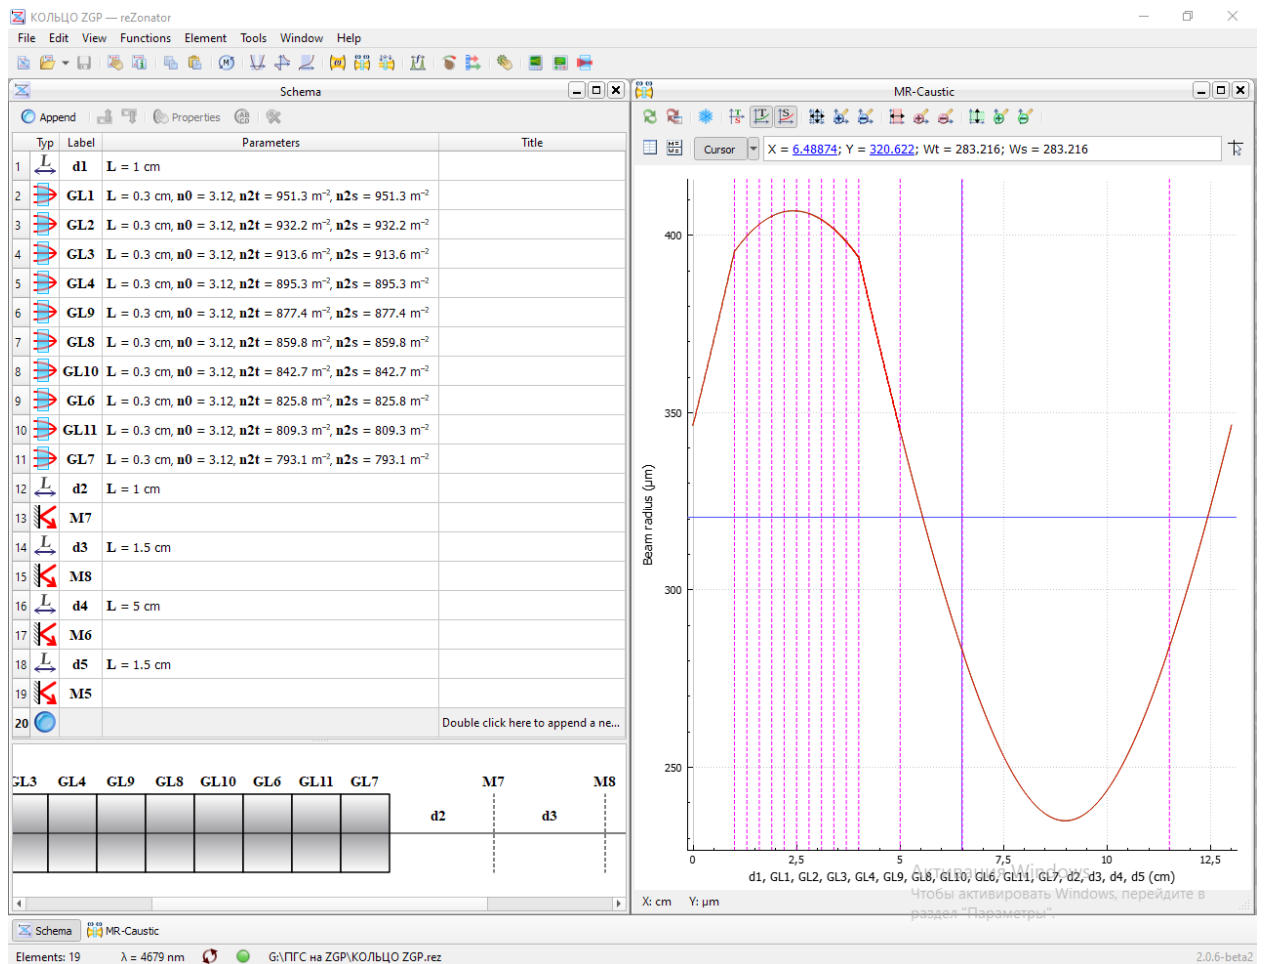 КОЛЬЦО ZGP — reZonator
File Edit View Functions Element Tools Window Help
Schema
Append Properties
Typ Label Parameters Title
1 L d1 L = 1 cm
2 GL1 L = 0.3 cm, n0 = 3.12, n2t = 951.3 m⁻², n2s = 951.3 m⁻²
3 GL2 L = 0.3 cm, n0 = 3.12, n2t = 932.2 m⁻², n2s = 932.2 m⁻²
4 GL3 L = 0.3 cm, n0 = 3.12, n2t = 913.6 m⁻², n2s = 913.6 m⁻²
5 GL4 L = 0.3 cm, n0 = 3.12, n2t = 895.3 m⁻², n2s = 895.3 m⁻²
6 GL9 L = 0.3 cm, n0 = 3.12, n2t = 877.4 m⁻², n2s = 877.4 m⁻²
7 GL8 L = 0.3 cm, n0 = 3.12, n2t = 859.8 m⁻², n2s = 859.8 m⁻²
8 GL10 L = 0.3 cm, n0 = 3.12, n2t = 842.7 m⁻², n2s = 842.7 m⁻²
9 GL6 L = 0.3 cm, n0 = 3.12, n2t = 825.8 m⁻², n2s = 825.8 m⁻²
10 GL11 L = 0.3 cm, n0 = 3.12, n2t = 809.3 m⁻², n2s = 809.3 m⁻²
11 GL7 L = 0.3 cm, n0 = 3.12, n2t = 793.1 m⁻², n2s = 793.1 m⁻²
12 L d2 L = 1 cm
13 M7
14 L d3 L = 1.5 cm
15 M8
16 L d4 L = 5 cm
17 M6
18 L d5 L = 1.5 cm
19 M5
20 Double click here to append a ne...
GL3 GL4 GL9 GL8 GL10 GL6 GL11 GL7 M7 M8
d2 d3
MR-Caustic
Cursor X = 6.48874; Y = 320.622; Wt = 283.216; Ws = 283.216
Beam radius (µm)
400
350
300
250
0 2,5 5 7,5 10 12,5
d1, GL1, GL2, GL3, GL4, GL9, GL8, GL10, GL6, GL11, GL7, d2, d3, d4, d5 (cm)
Активация Windows
Чтобы активировать Windows, перейдите в
раздел "Параметры".
X: cm Y: µm
Schema MR-Caustic
Elements: 19 λ = 4679 nm G:\ПГС на ZGP\КОЛЬЦО ZGP.rez 2.0.6-beta2